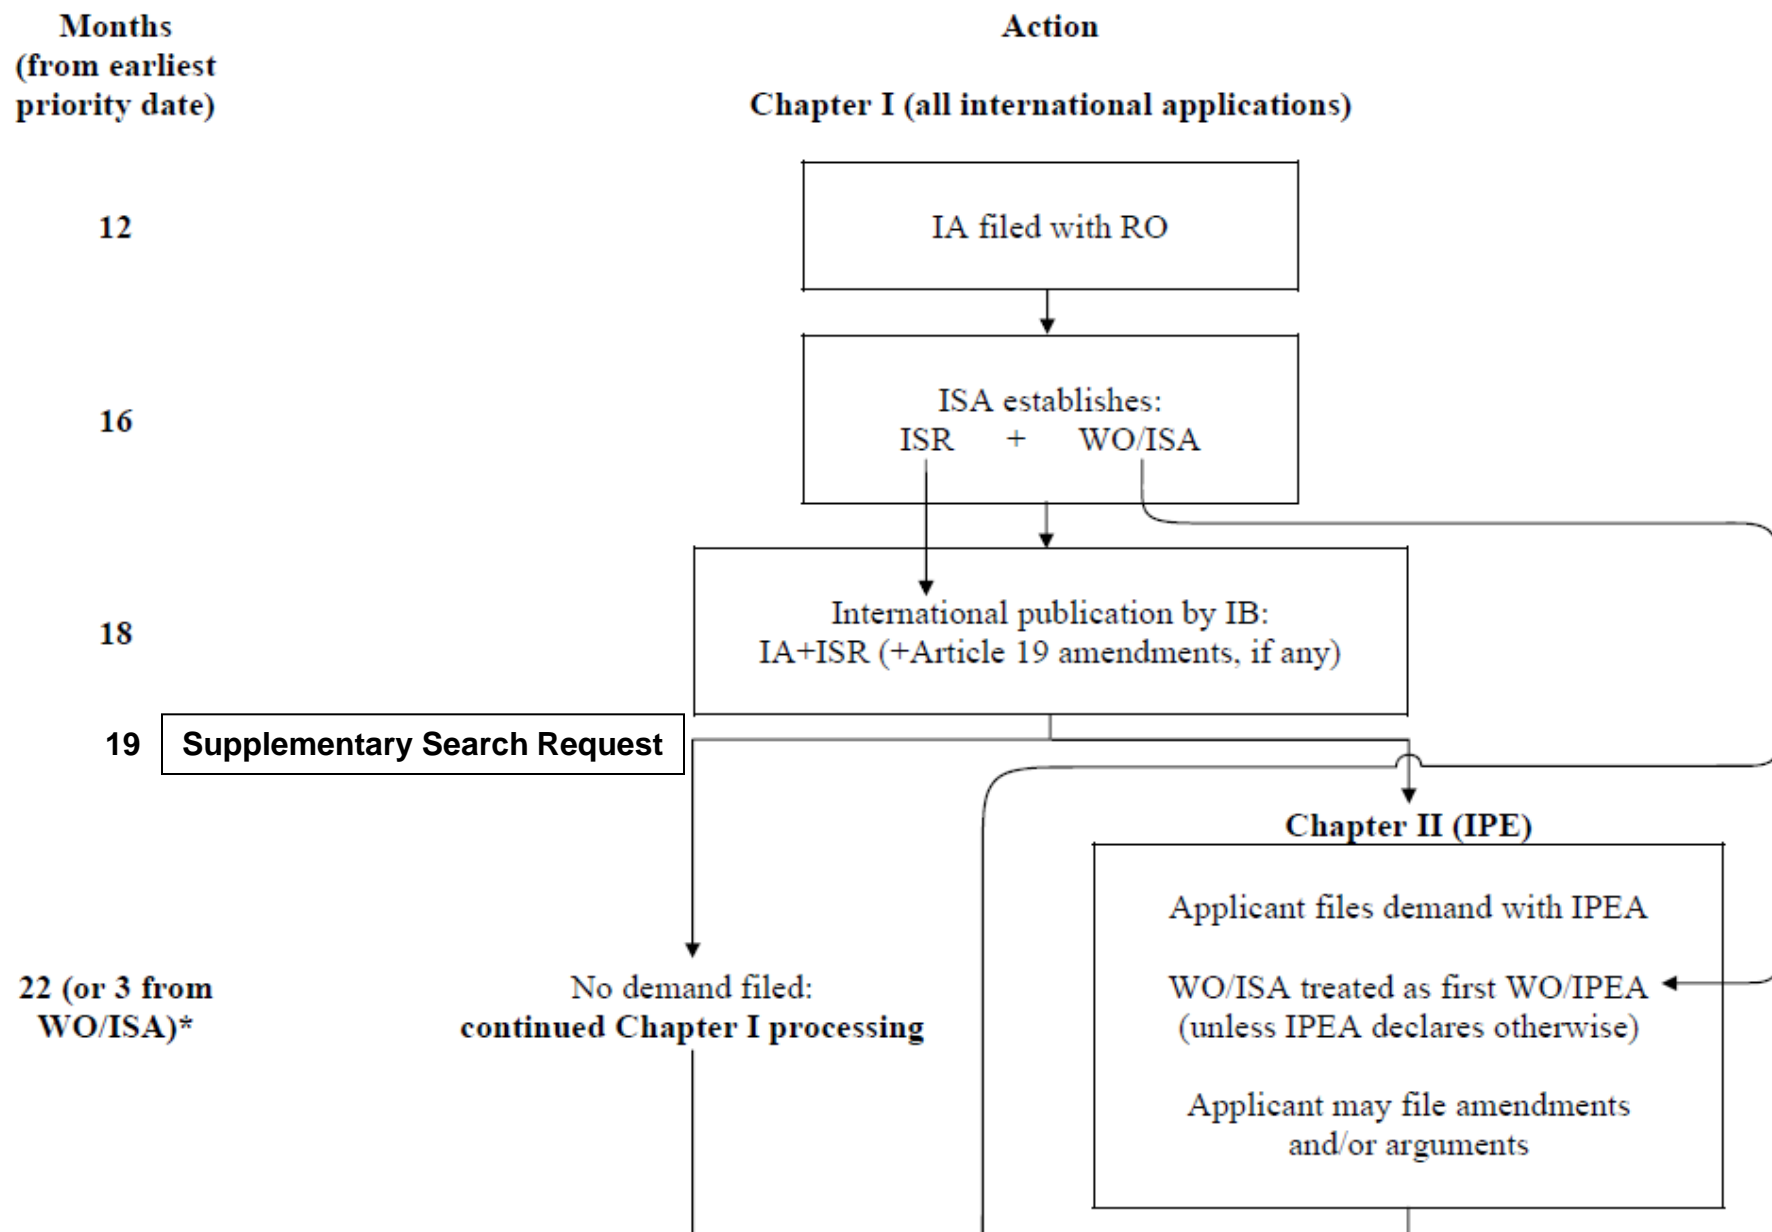 Months
(from earliest
priority date)
Action
Chapter I (all international applications)
12
IA filed with RO
16
ISA establishes:
ISR + WO/ISA
18
International publication by IB:
IA+ISR (+Article 19 amendments, if any)
19 Supplementary Search Request
Chapter II (IPE)
Applicant files demand with IPEA
22 (or 3 from
WO/ISA)*
No demand filed:
continued Chapter I processing
WO/ISA treated as first WO/IPEA
(unless IPEA declares otherwise)
Applicant may file amendments
and/or arguments